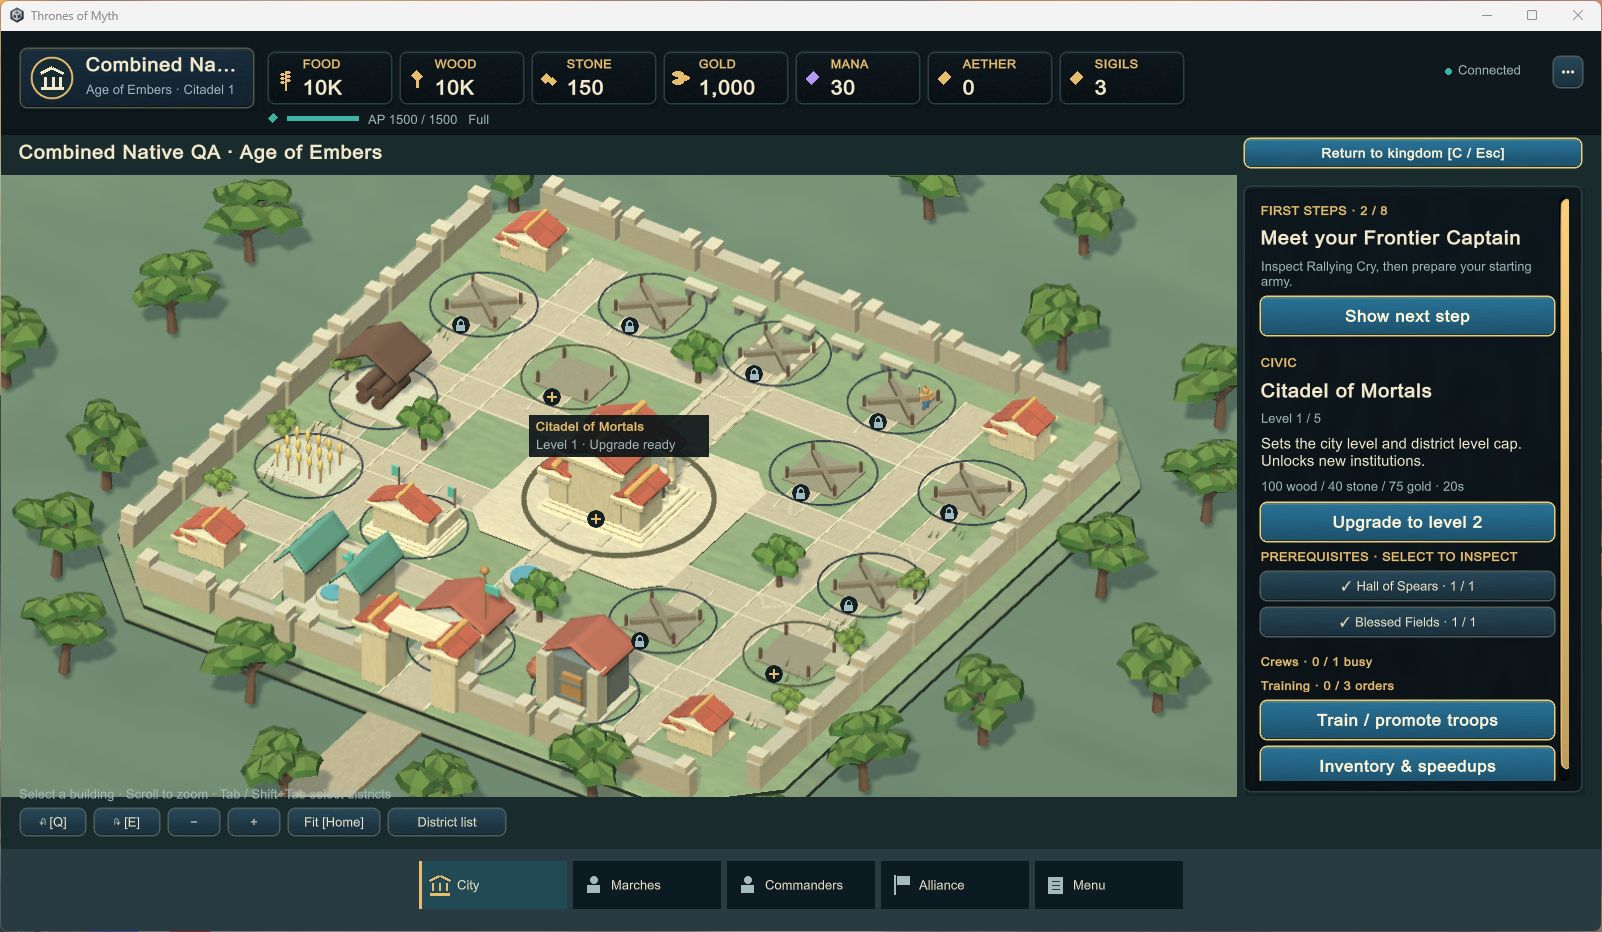 Thrones of Myth
Combined Na...
Age of Embers · Citadel 1
FOOD
10K
WOOD
10K
STONE
150
GOLD
1,000
MANA
30
AETHER
0
SIGILS
3
Connected
AP 1500 / 1500 Full
Combined Native QA · Age of Embers
Return to kingdom [C / Esc]
FIRST STEPS · 2 / 8
Meet your Frontier Captain
Inspect Rallying Cry, then prepare your starting
army.
Show next step
CIVIC
Citadel of Mortals
Level 1 / 5
Sets the city level and district level cap.
Unlocks new institutions.
100 wood / 40 stone / 75 gold · 20s
Upgrade to level 2
PREREQUISITES · SELECT TO INSPECT
✓ Hall of Spears · 1 / 1
✓ Blessed Fields · 1 / 1
Crews · 0 / 1 busy
Training · 0 / 3 orders
Train / promote troops
Inventory & speedups
Citadel of Mortals
Level 1 · Upgrade ready
Select a building · Scroll to zoom · Tab / Shift+Tab select districts
[Q]
[E]
−
+
Fit [Home]
District list
City
Marches
Commanders
Alliance
Menu